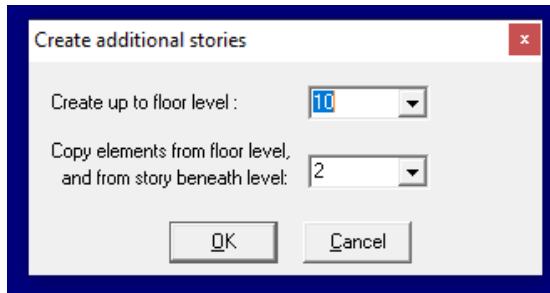 Create additional stories
x
Create up to floor level :
10
Copy elements from floor level,
and from story beneath level:
2
OK
Cancel